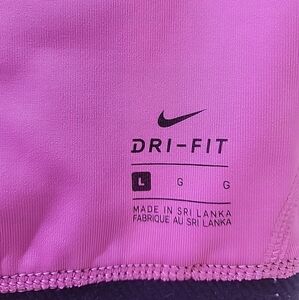 DRI-FIT
L G G
MADE IN SRI LANKA
FABRIQUE AU SRI LANKA